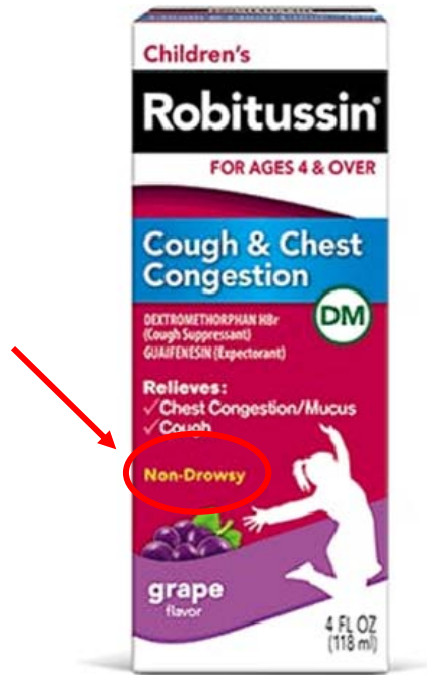 Children's
Robitussin®
FOR AGES 4 & OVER
Cough & Chest
Congestion
DM
DEXTROMETHORPHAN HBr
(Cough Suppressant)
GUAIFENESIN (Expectorant)
Relieves:
✓Chest Congestion/Mucus
✓Cough
Non-Drowsy
grape
flavor
4 FL OZ
(118 ml)